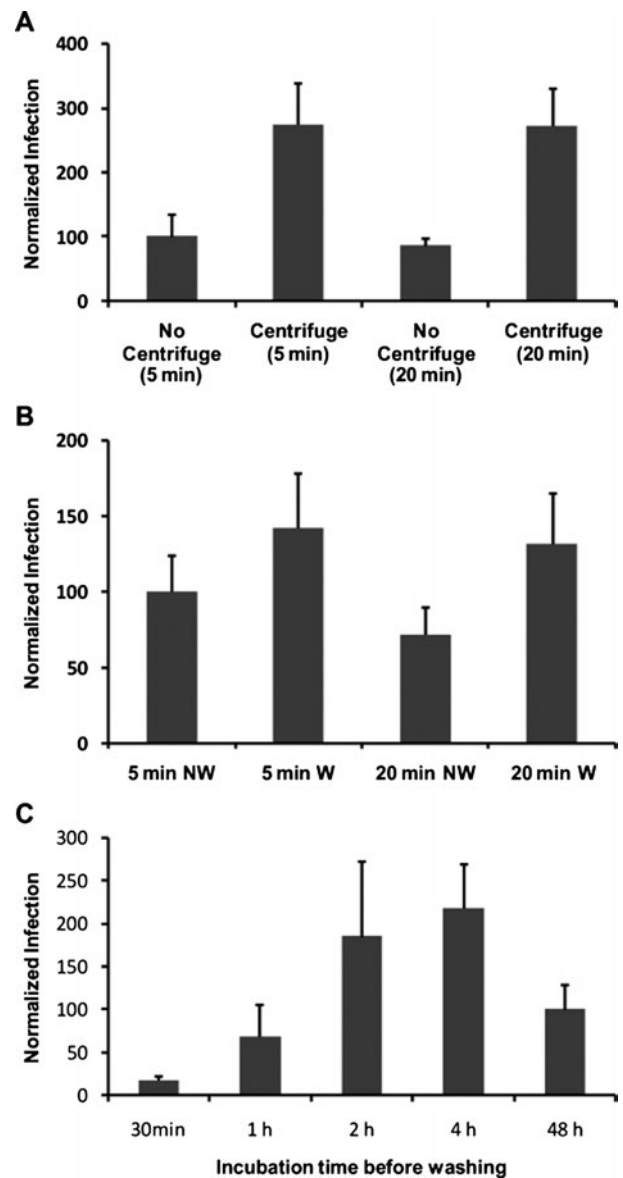 A
400
300
200
100
0
Normalized Infection
No Centrifuge (5 min)
Centrifuge (5 min)
No Centrifuge (20 min)
Centrifuge (20 min)
B
200
150
100
50
0
Normalized Infection
5 min NW
5 min W
20 min NW
20 min W
C
300
250
200
150
100
50
0
Normalized Infection
30min
1 h
2 h
4 h
48 h
Incubation time before washing